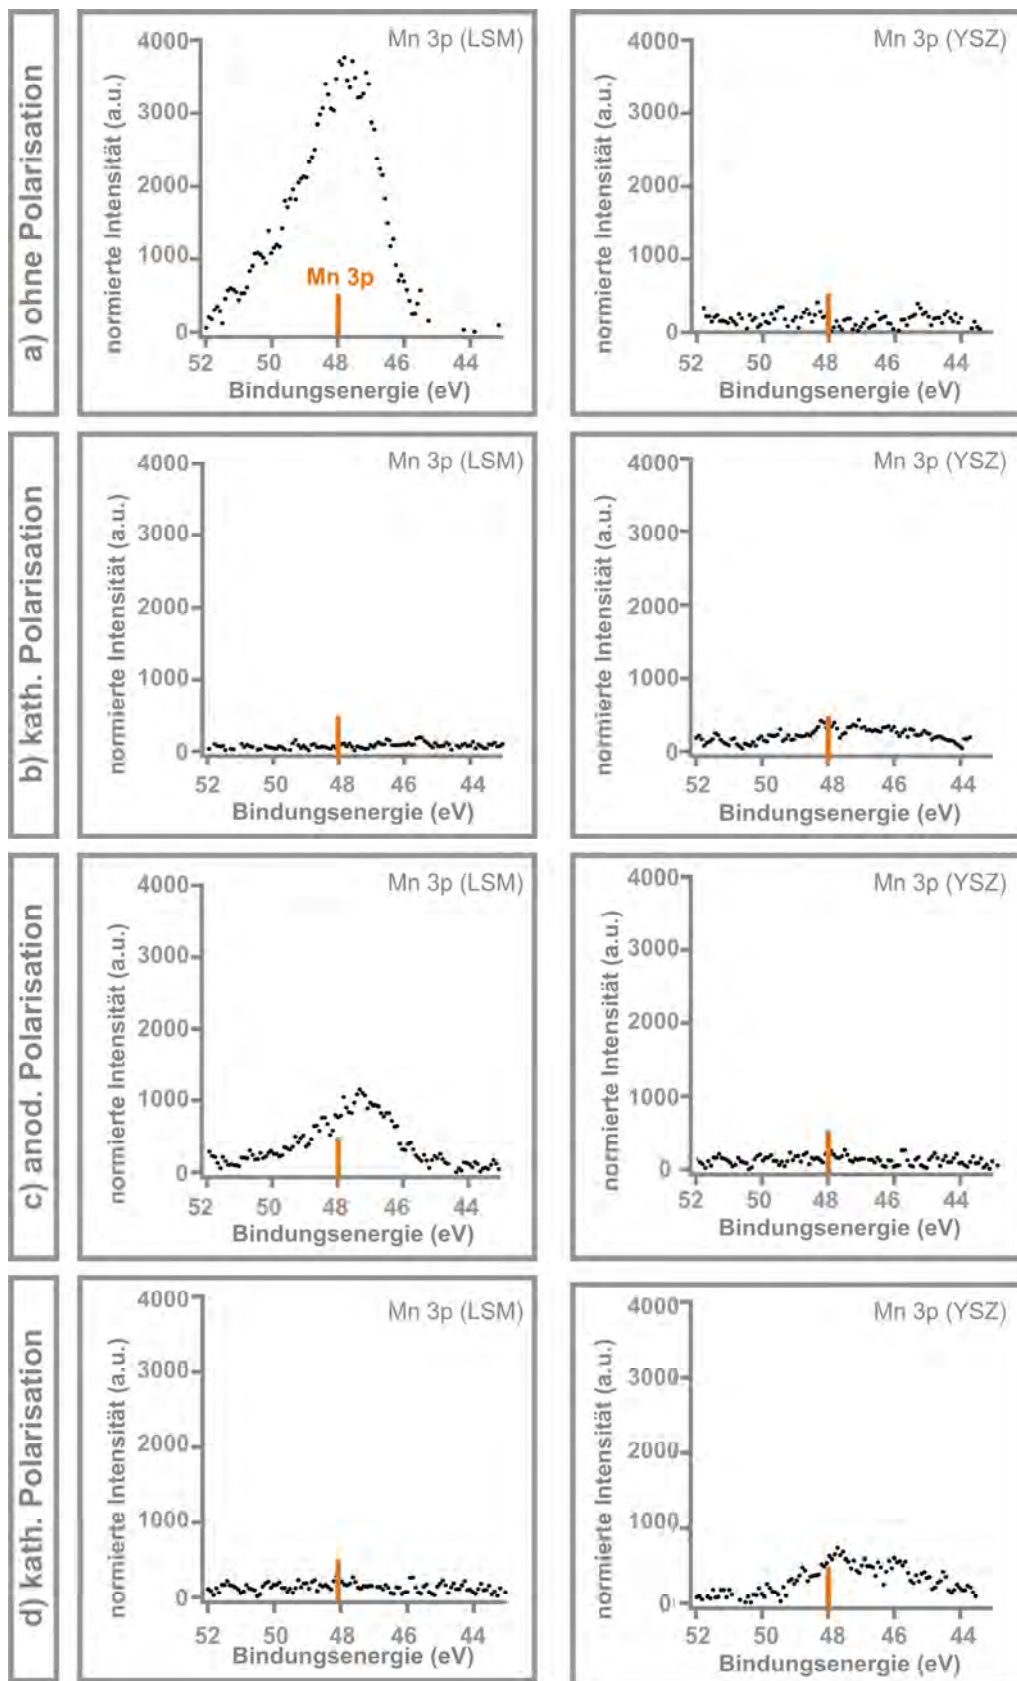 a) ohne Polarisation
Mn 3p (LSM)
normierte Intensität (a.u.)
4000
3000
2000
1000
0
Mn 3p
52 50 48 46 44
Bindungsenergie (eV)
Mn 3p (YSZ)
normierte Intensität (a.u.)
4000
3000
2000
1000
0
52 50 48 46 44
Bindungsenergie (eV)
b) kath. Polarisation
Mn 3p (LSM)
normierte Intensität (a.u.)
4000
3000
2000
1000
0
52 50 48 46 44
Bindungsenergie (eV)
Mn 3p (YSZ)
normierte Intensität (a.u.)
4000
3000
2000
1000
0
52 50 48 46 44
Bindungsenergie (eV)
c) anod. Polarisation
Mn 3p (LSM)
normierte Intensität (a.u.)
4000
3000
2000
1000
0
52 50 48 46 44
Bindungsenergie (eV)
Mn 3p (YSZ)
normierte Intensität (a.u.)
4000
3000
2000
1000
0
52 50 48 46 44
Bindungsenergie (eV)
d) kath. Polarisation
Mn 3p (LSM)
normierte Intensität (a.u.)
4000
3000
2000
1000
0
52 50 48 46 44
Bindungsenergie (eV)
Mn 3p (YSZ)
normierte Intensität (a.u.)
4000
3000
2000
1000
0
52 50 48 46 44
Bindungsenergie (eV)